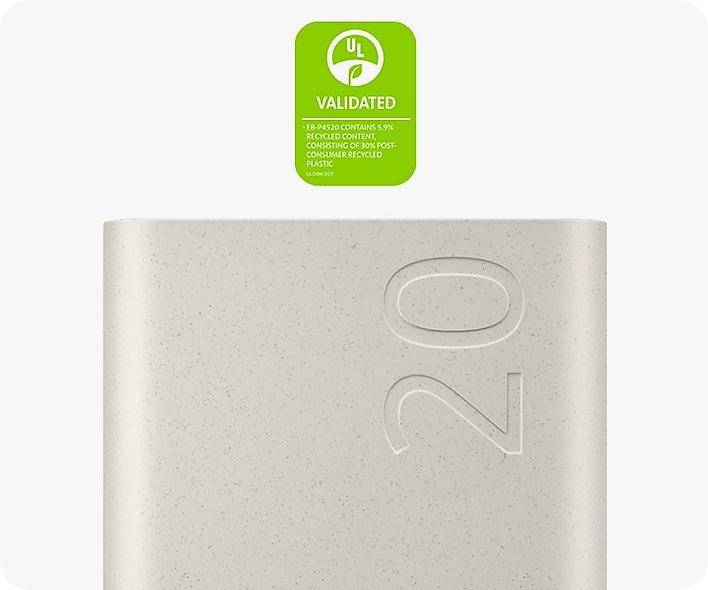 UL
VALIDATED
• EB-P4520 CONTAINS 5.9%
RECYCLED CONTENT,
CONSISTING OF 30% POST-
CONSUMER RECYCLED
PLASTIC
UL.COM/ECV
20